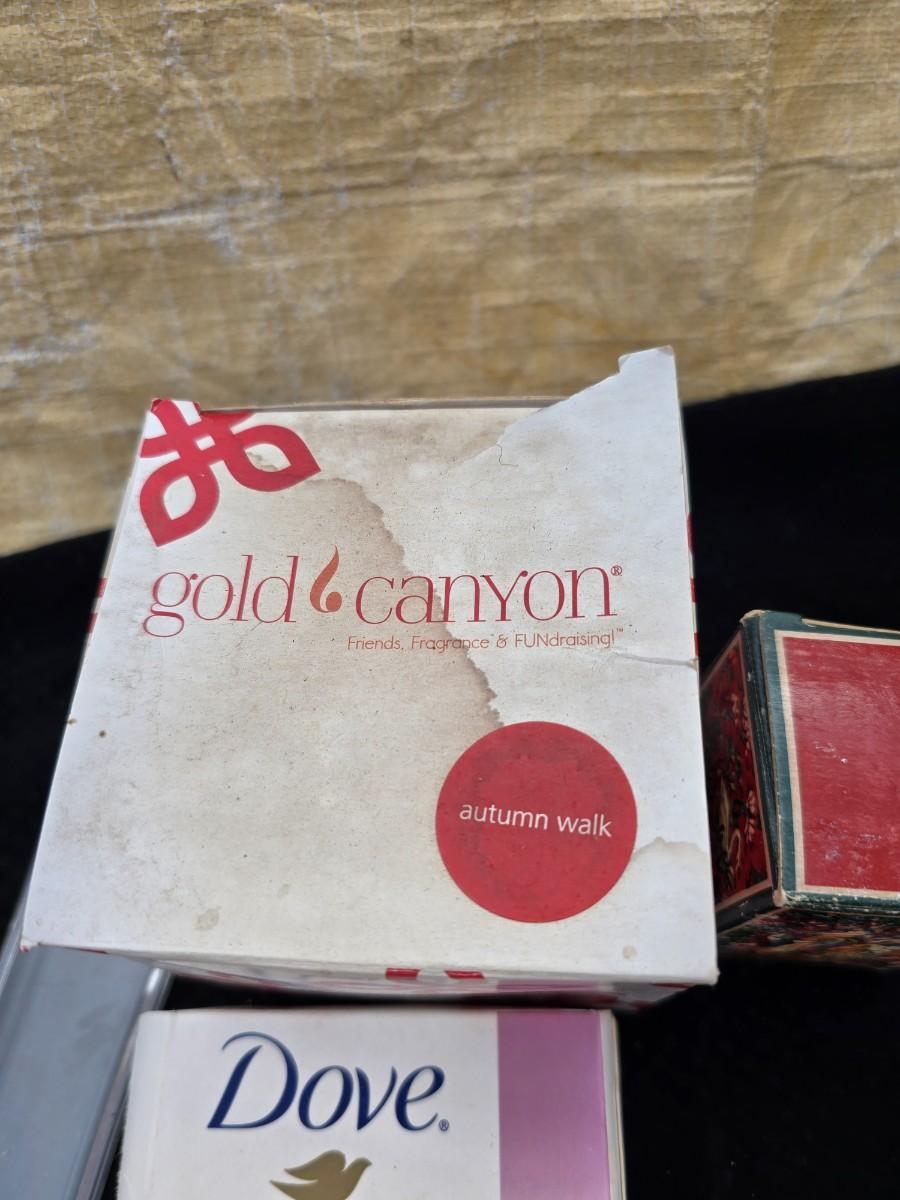 gold canyon®
Friends, Fragrance & FUNdraising!™
autumn walk
Dove®